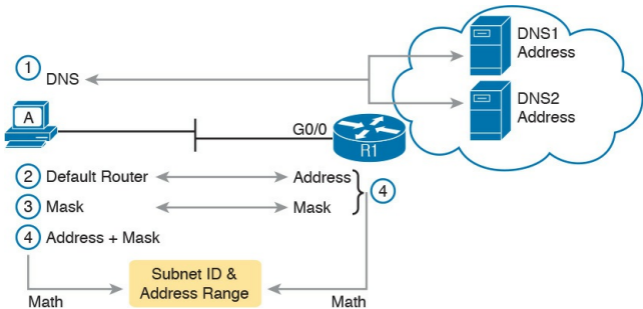 DNS1
Address
1 DNS
DNS2
Address
A
G0/0
R1
2 Default Router
Address
4
3 Mask
Mask
4 Address + Mask
Subnet ID &
Address Range
Math
Math